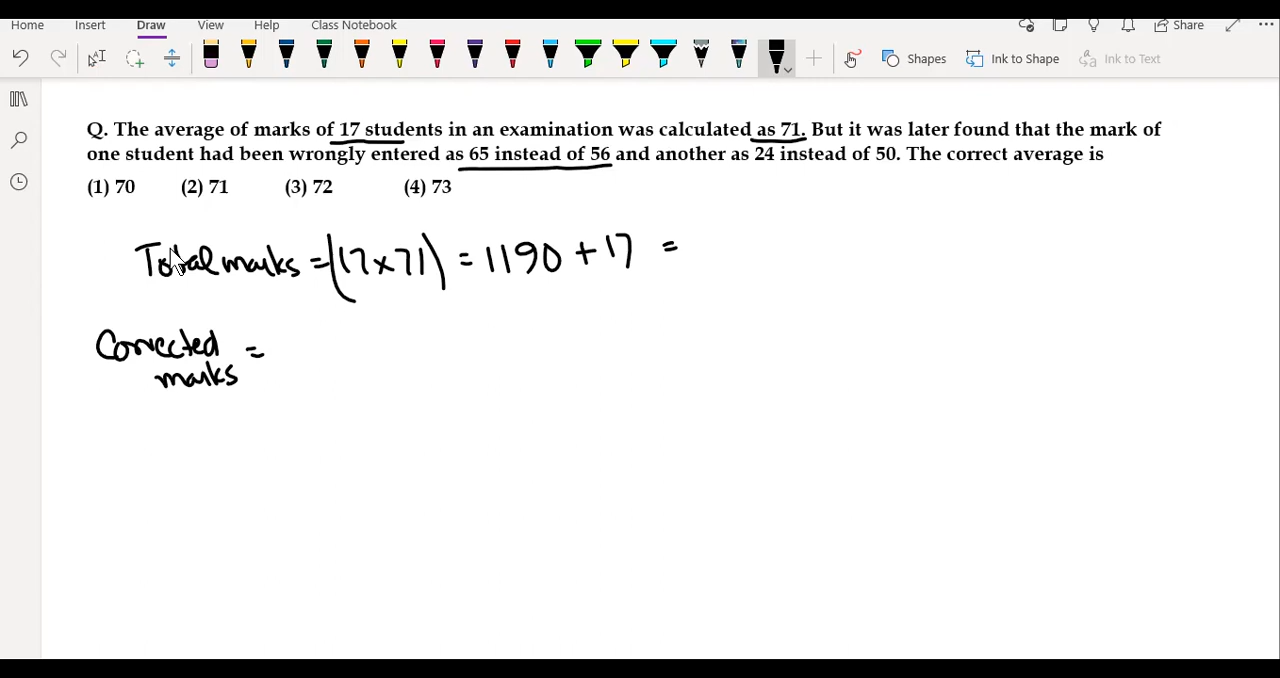 Home Insert Draw View Help Class Notebook Share
Shapes Ink to Shape Ink to Text
Q. The average of marks of 17 students in an examination was calculated as 71. But it was later found that the mark of
one student had been wrongly entered as 65 instead of 56 and another as 24 instead of 50. The correct average is
(1) 70 (2) 71 (3) 72 (4) 73
Total marks = (17×71) = 1190 + 17 =
Corrected =
marks